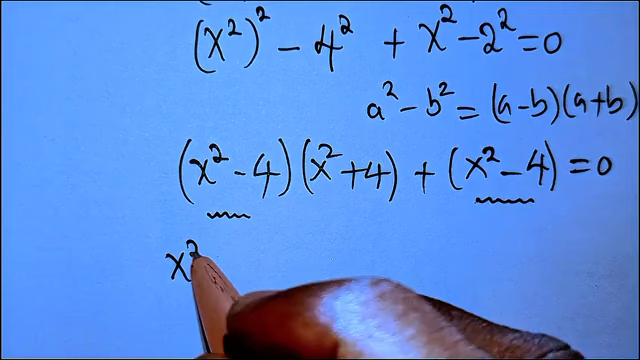 (x²)² - 4² + x² - 2² = 0
a² - b² = (a-b)(a+b)
(x² - 4)(x² + 4) + (x² - 4) = 0
x²